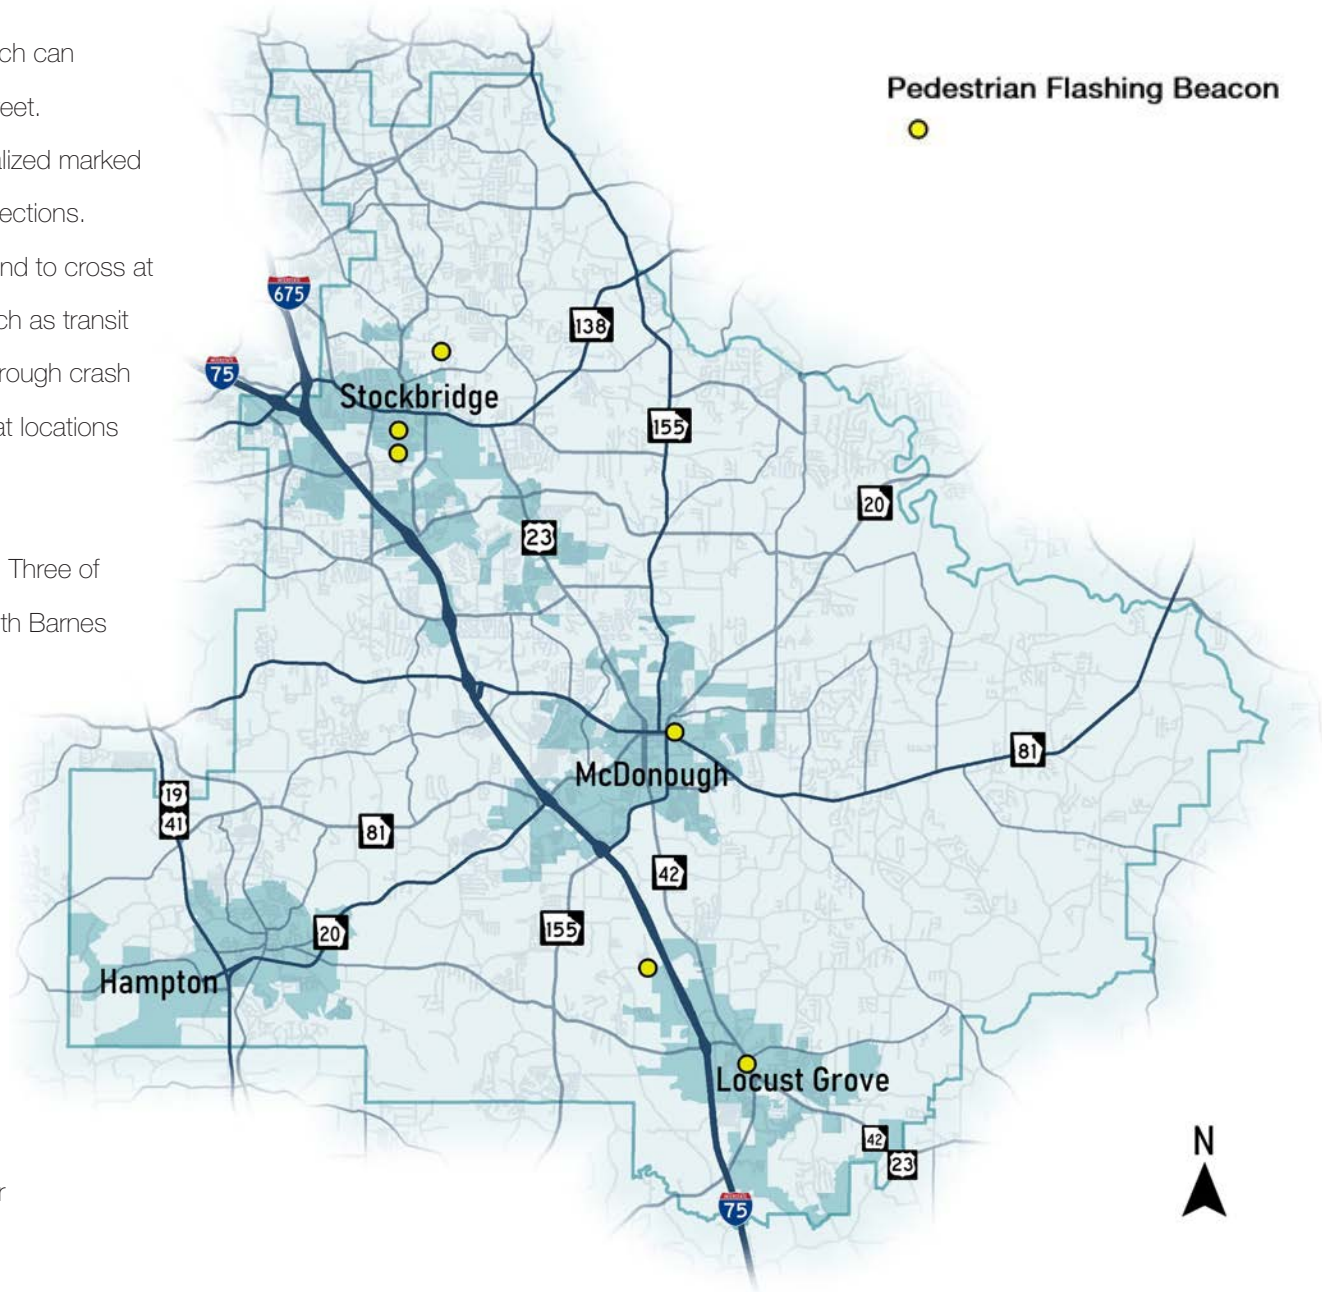 ch can
eet.
lized marked
ections.
nd to cross at
ch as transit
rough crash
at locations
Three of
th Barnes
r
Pedestrian Flashing Beacon
675
75
138
Stockbridge
155
20
23
McDonough
81
19
41
81
42
20
155
Hampton
Locust Grove
42
23
75
N